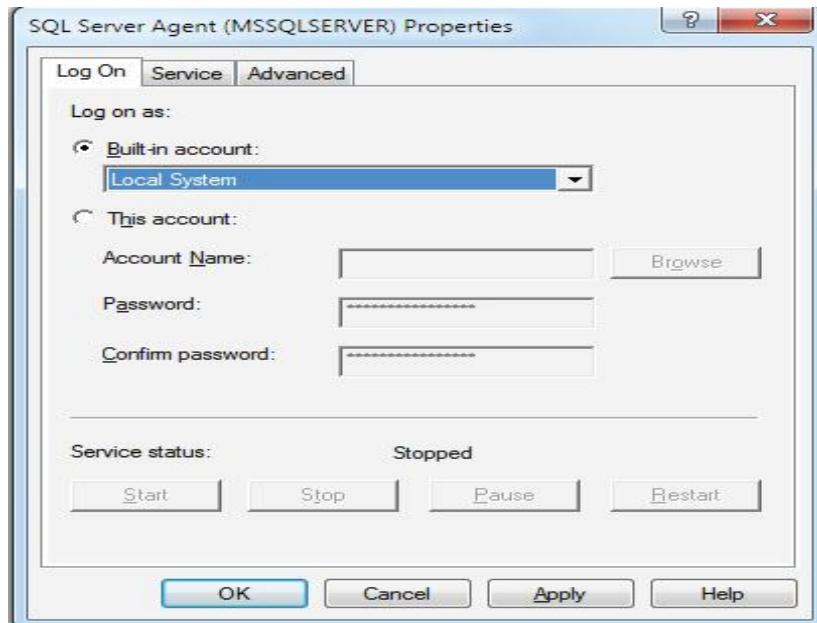 SQL Server Agent (MSSQLSERVER) Properties
Log On Service Advanced
Log on as:
Built-in account:
Local System
This account:
Account Name:
Browse
Password:
****************
Confirm password:
****************
Service status: Stopped
Start Stop Pause Restart
OK Cancel Apply Help